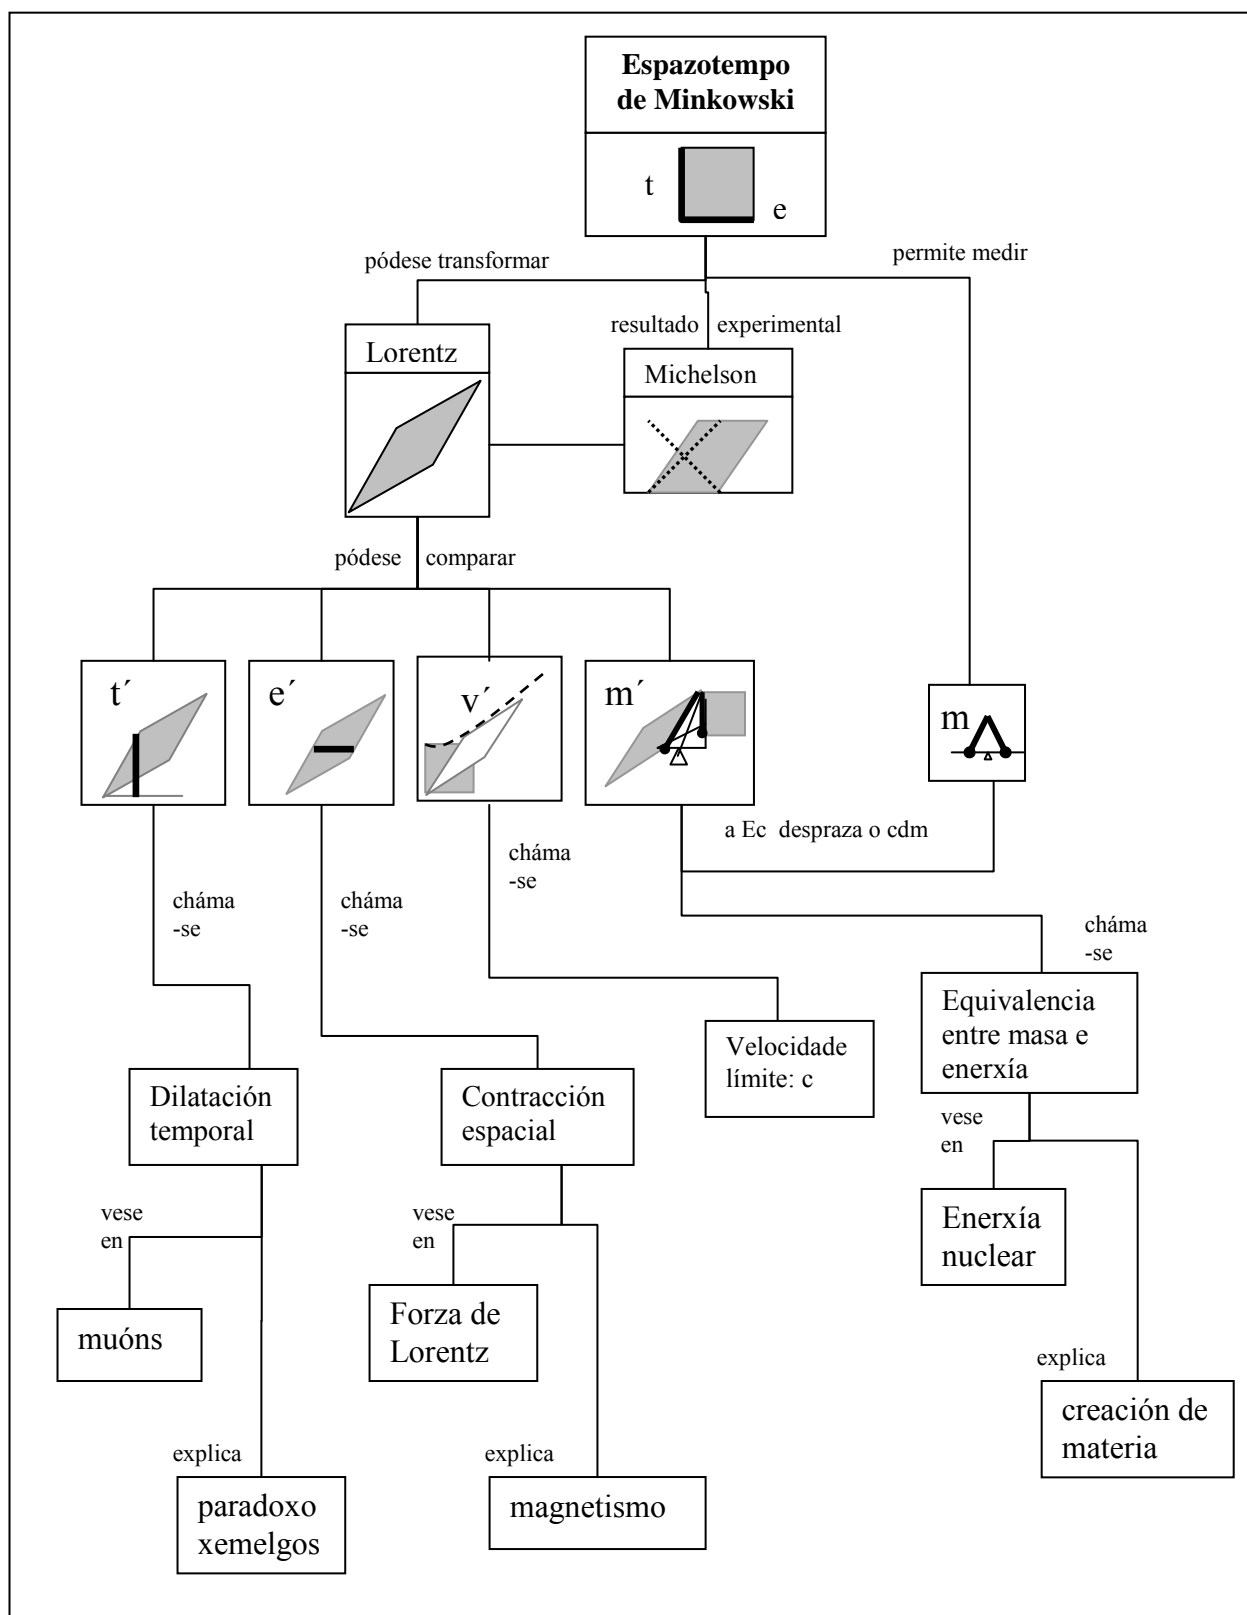 Espazotempo
de Minkowski
t
e
pódese transformar
permite medir
resultado experimental
Lorentz
Michelson
pódese comparar
t´
e´
v´
m´
m
a Ec despraza o cdm
cháma
-se
cháma
-se
cháma
-se
cháma
-se
Equivalencia
entre masa e
enerxía
Velocidade
límite: c
Dilatación
temporal
Contracción
espacial
vese
en
vese
en
vese
en
Enerxía
nuclear
muóns
Forza de
Lorentz
explica
creación de
materia
explica
explica
paradoxo
xemelgos
magnetismo